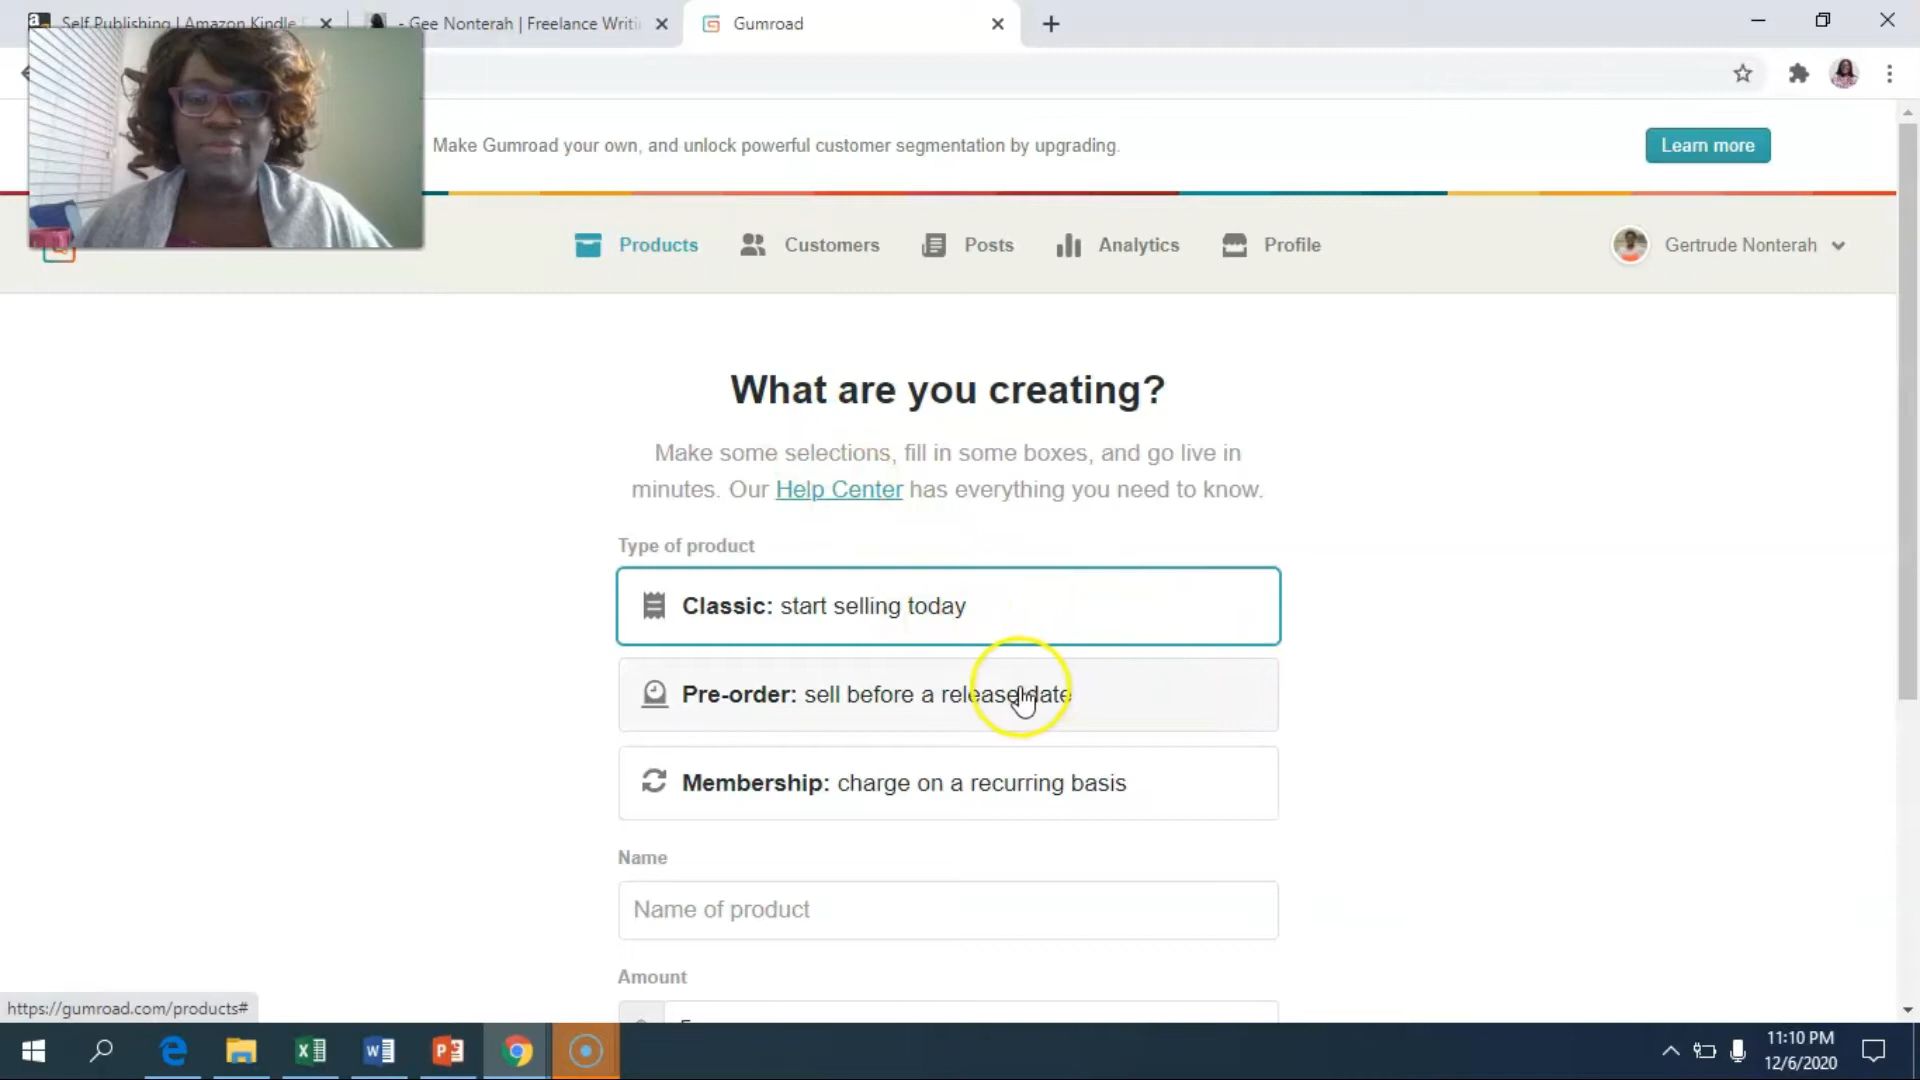 Self Publishing | Amazon Kindle
- Gee Nonterah | Freelance Writi
Gumroad
Make Gumroad your own, and unlock powerful customer segmentation by upgrading.
Learn more
Products
Customers
Posts
Analytics
Profile
Gertrude Nonterah
What are you creating?
Make some selections, fill in some boxes, and go live in
minutes. Our Help Center has everything you need to know.
Type of product
Classic: start selling today
Pre-order: sell before a release date
Membership: charge on a recurring basis
Name
Name of product
Amount
https://gumroad.com/products#
11:10 PM
12/6/2020